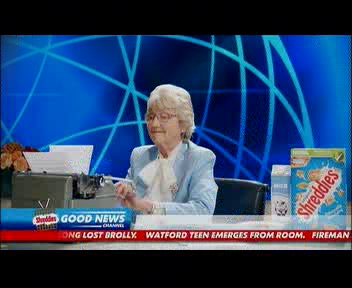 Shreddies
Shreddies
GOOD NEWS
CHANNEL
ONG LOST BROLLY. WATFORD TEEN EMERGES FROM ROOM. FIREMAN